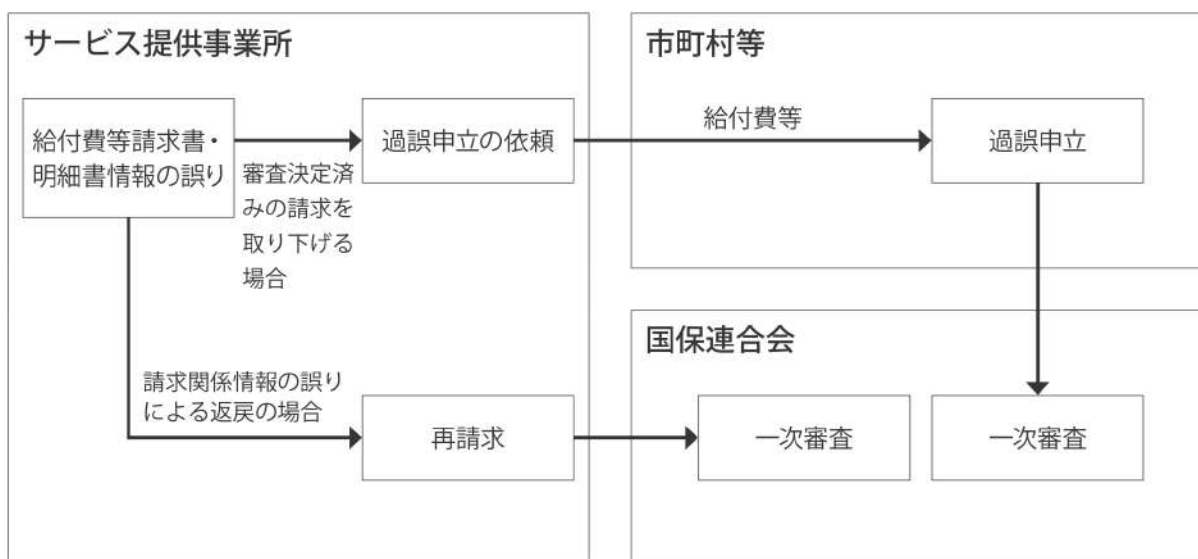 サービス提供事業所
給付費等請求書・
明細書情報の誤り
審査決定済
みの請求を
取り下げる
場合
過誤申立の依頼
請求関係情報の誤り
による返戻の場合
再請求
市町村等
給付費等
過誤申立
国保連合会
一次審査
一次審査